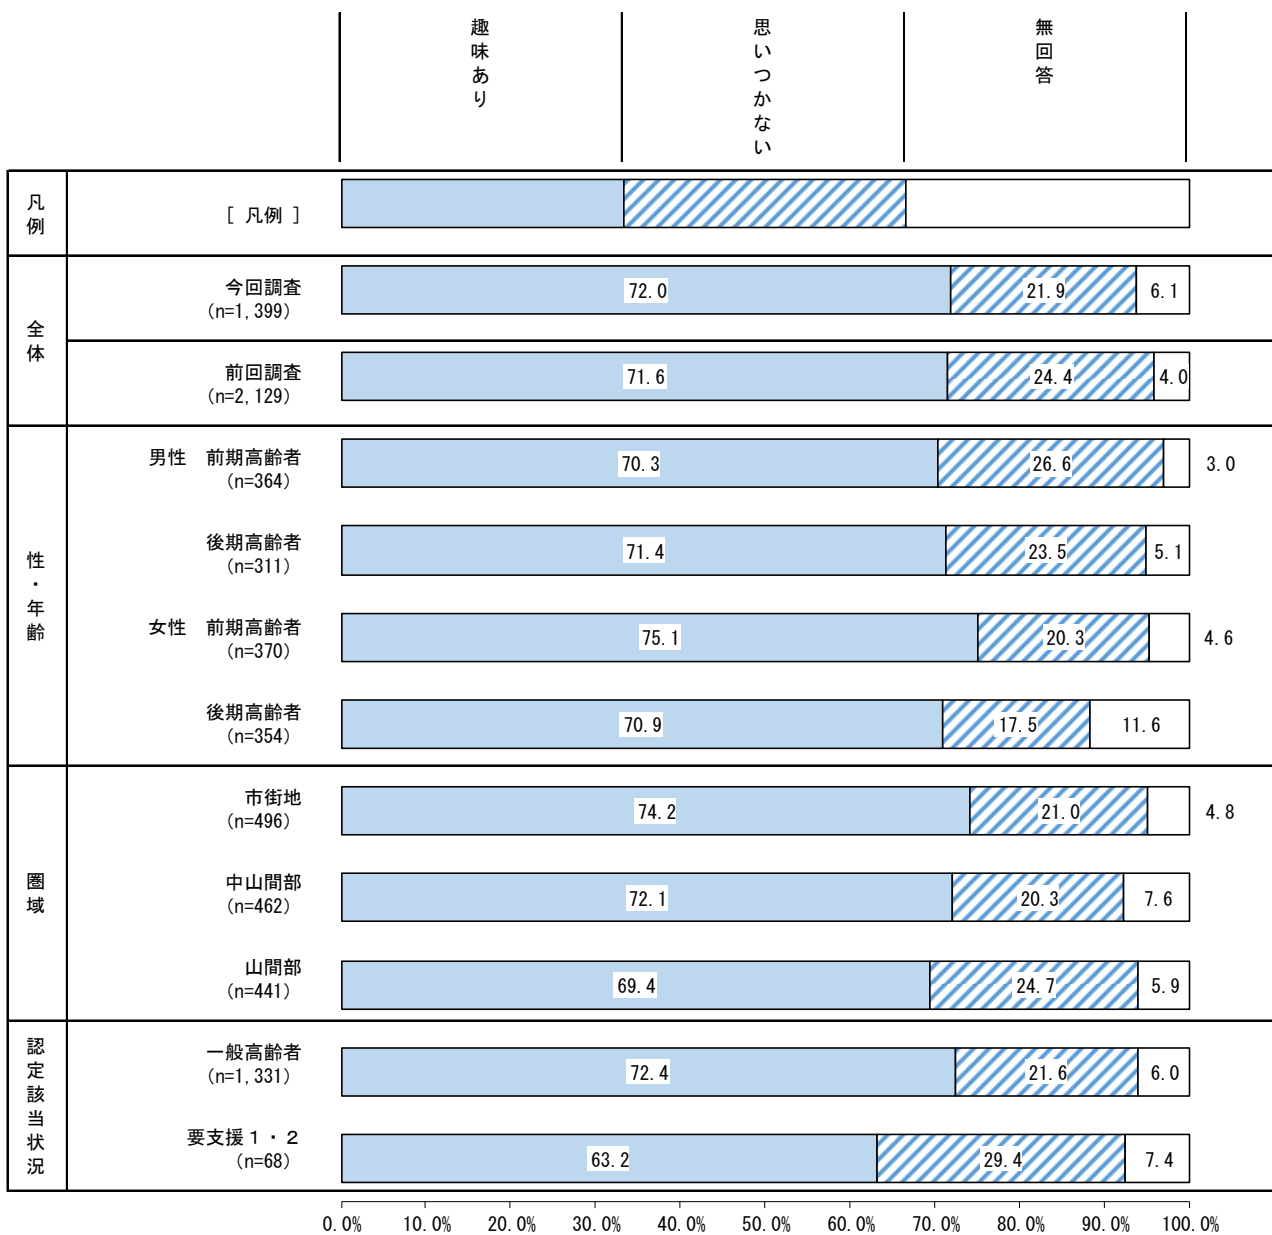 趣味あり
思いつかない
無回答
凡例
[ 凡例 ]
全体
今回調査
(n=1,399)
72.0
21.9
6.1
前回調査
(n=2,129)
71.6
24.4
4.0
性・年齢
男性　前期高齢者
(n=364)
70.3
26.6
3.0
後期高齢者
(n=311)
71.4
23.5
5.1
女性　前期高齢者
(n=370)
75.1
20.3
4.6
後期高齢者
(n=354)
70.9
17.5
11.6
圏域
市街地
(n=496)
74.2
21.0
4.8
中山間部
(n=462)
72.1
20.3
7.6
山間部
(n=441)
69.4
24.7
5.9
認定該当状況
一般高齢者
(n=1,331)
72.4
21.6
6.0
要支援１・２
(n=68)
63.2
29.4
7.4
0.0%
10.0%
20.0%
30.0%
40.0%
50.0%
60.0%
70.0%
80.0%
90.0%
100.0%